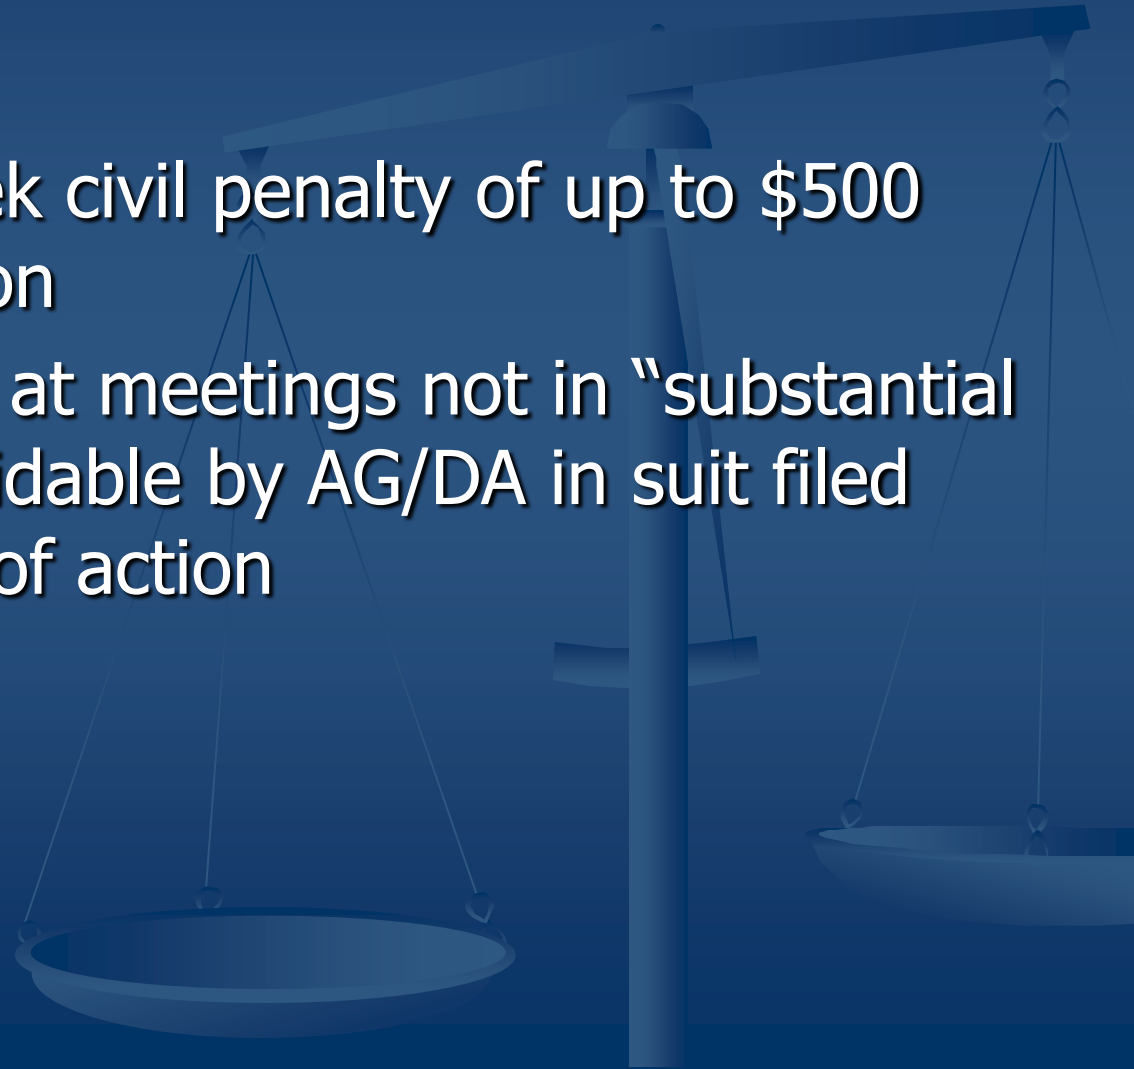 ek civil penalty of up to $500
on
at meetings not in “substantial
idable by AG/DA in suit filed
of action